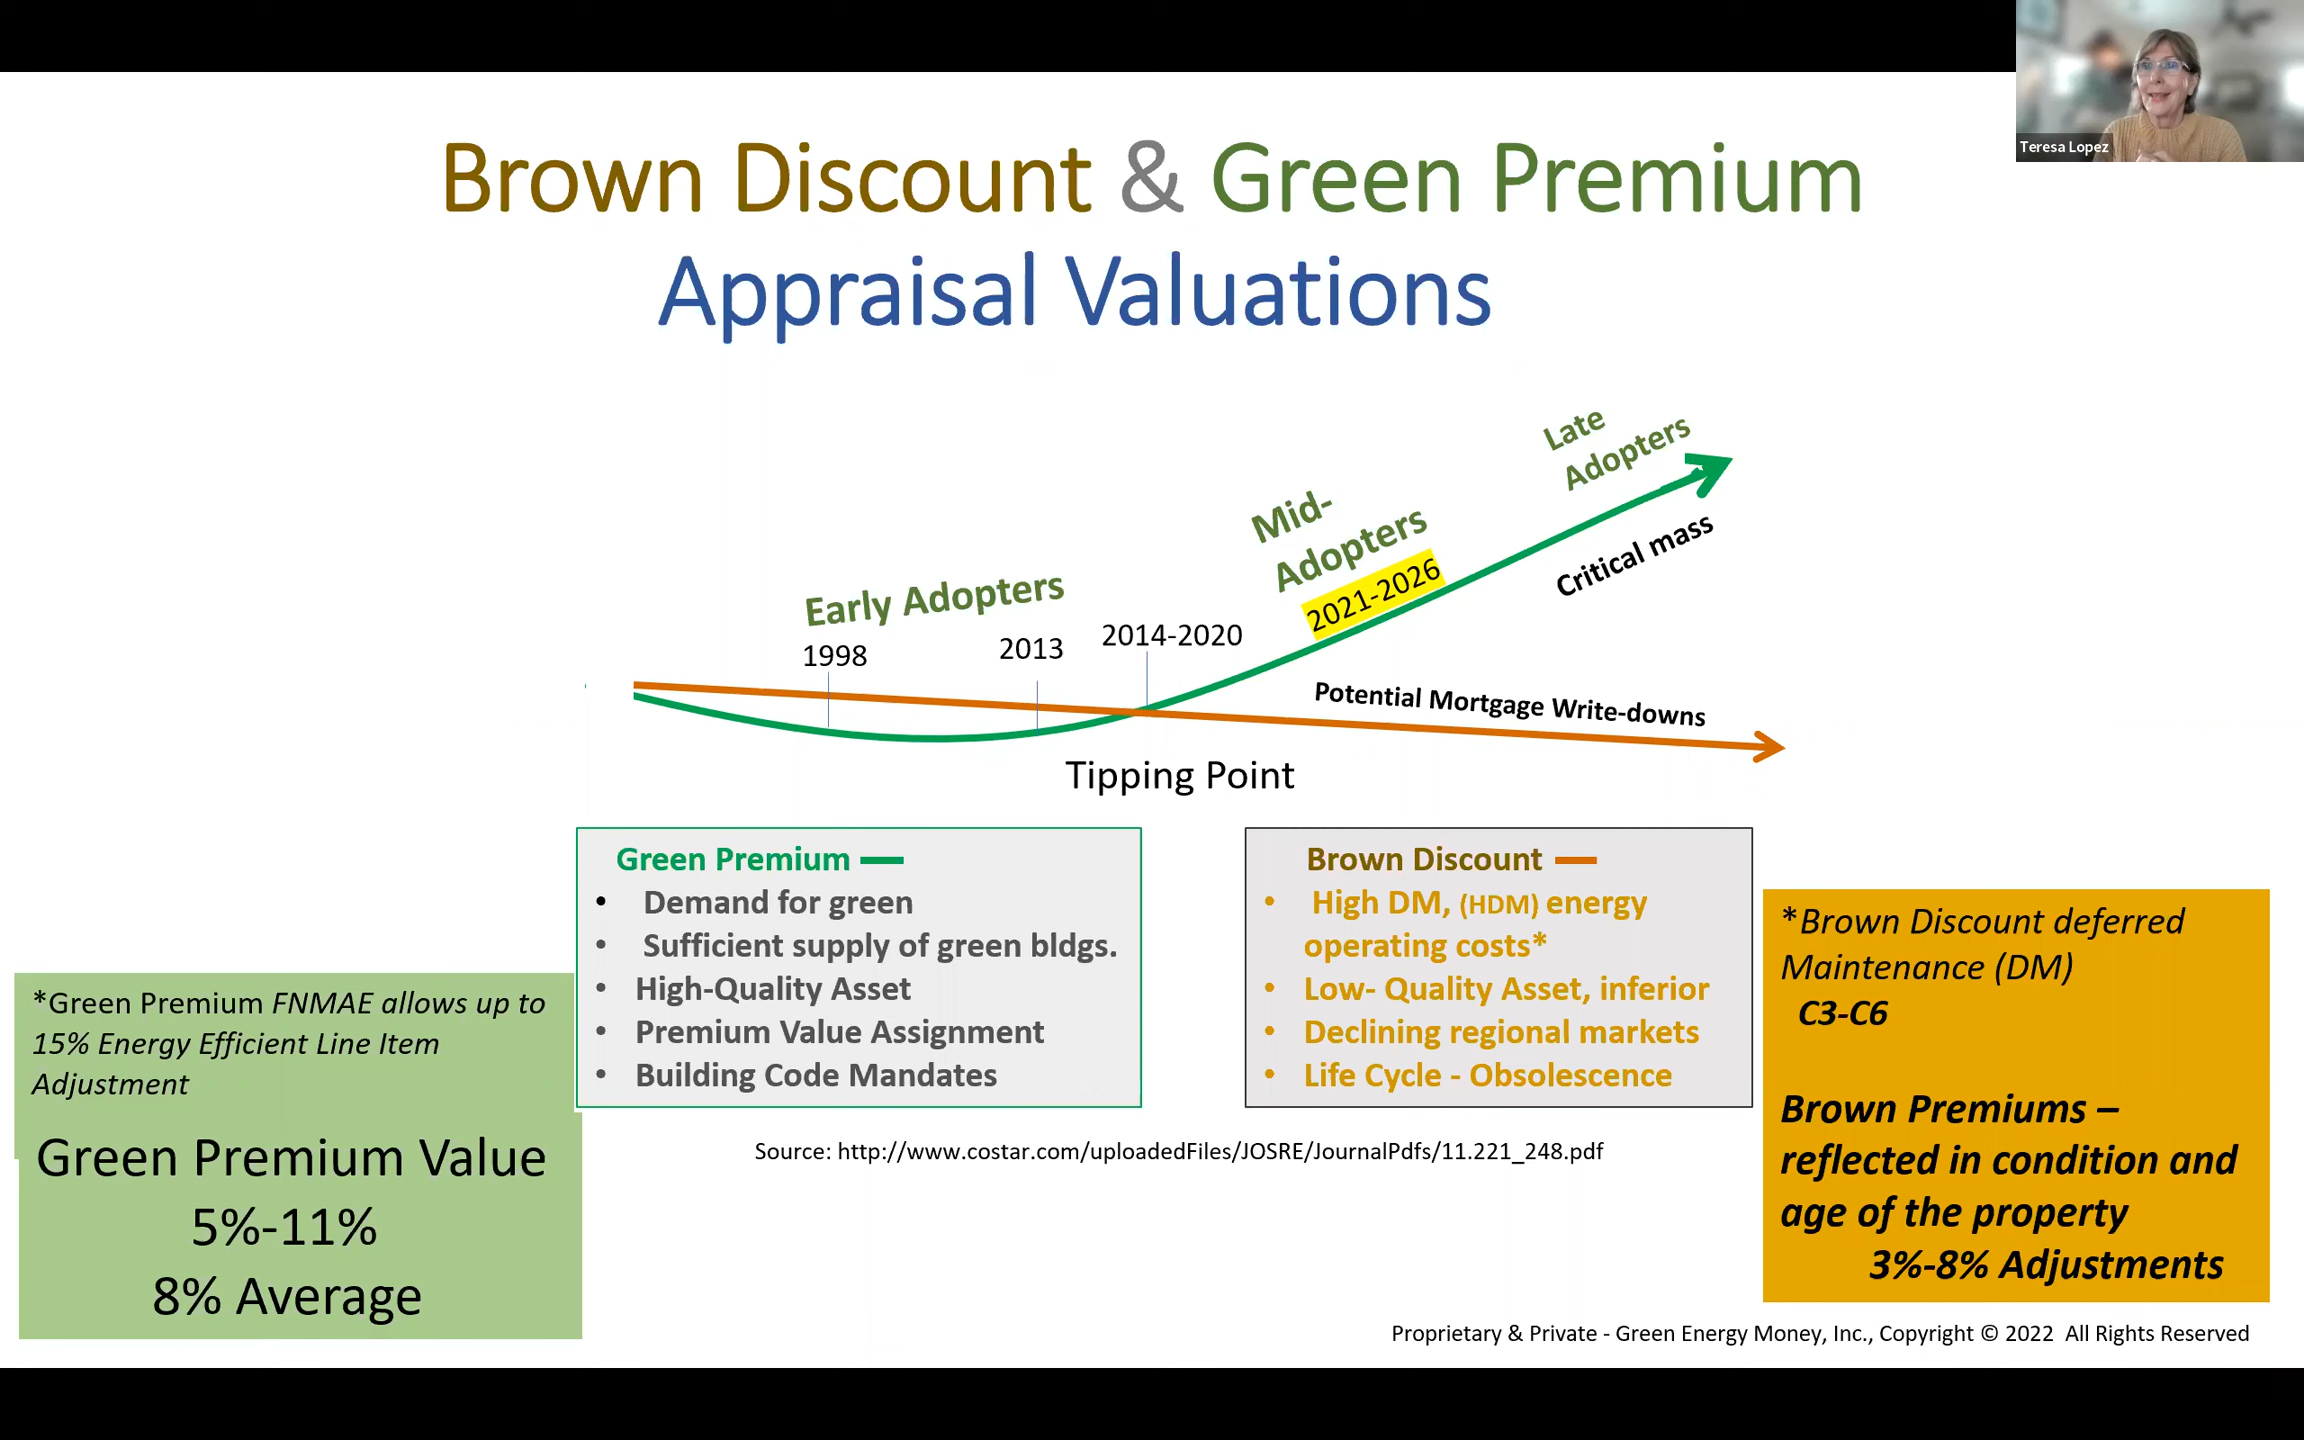 Teresa Lopez
Brown Discount & Green Premium
Appraisal Valuations
Late
Adopters
Mid-
Adopters
2021-2026
Critical mass
Early Adopters
1998
2013
2014-2020
Potential Mortgage Write-downs
Tipping Point
Green Premium
• Demand for green
• Sufficient supply of green bldgs.
• High-Quality Asset
• Premium Value Assignment
• Building Code Mandates
Brown Discount
• High DM, (HDM) energy
operating costs*
• Low- Quality Asset, inferior
• Declining regional markets
• Life Cycle - Obsolescence
*Green Premium FNMAE allows up to
15% Energy Efficient Line Item
Adjustment
Green Premium Value
5%-11%
8% Average
*Brown Discount deferred
Maintenance (DM)
C3-C6
Brown Premiums –
reflected in condition and
age of the property
3%-8% Adjustments
Source: http://www.costar.com/uploadedFiles/JOSRE/JournalPdfs/11.221_248.pdf
Proprietary & Private - Green Energy Money, Inc., Copyright © 2022 All Rights Reserved